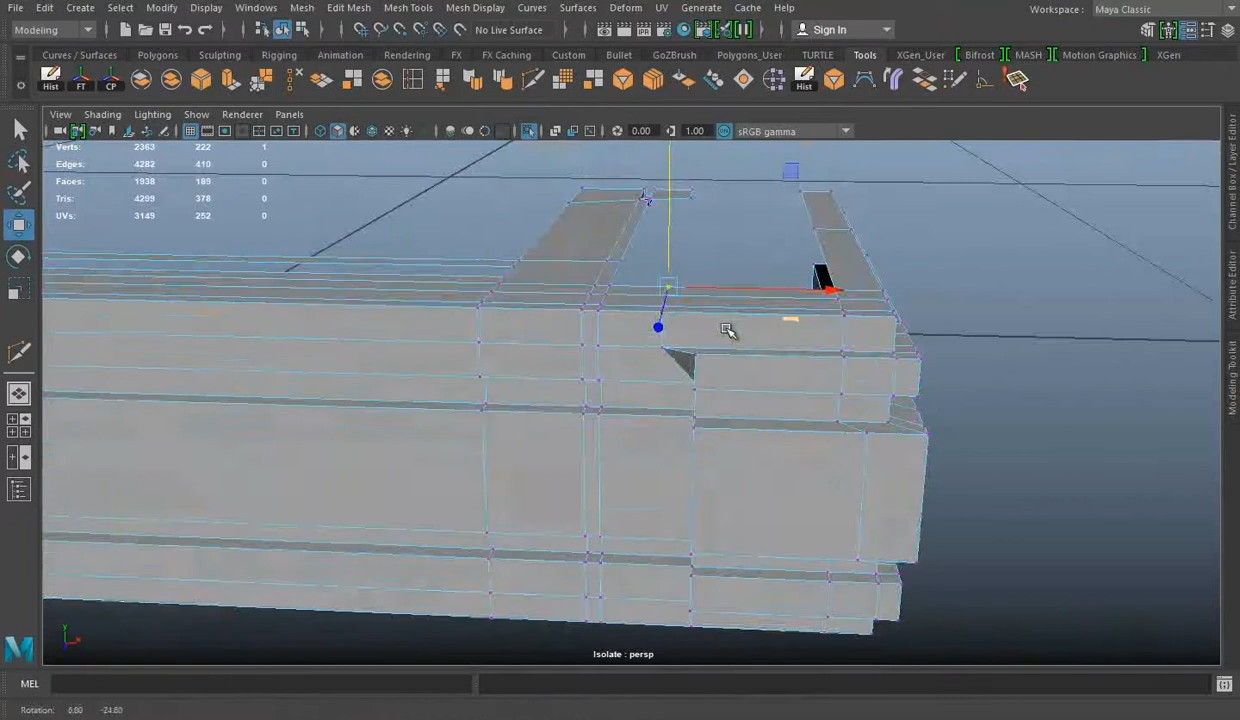 File Edit Create Select Modify Display Windows Mesh Edit Mesh Mesh Tools Mesh Display Curves Surfaces Deform UV Generate Cache Help Workspace : Maya Classic
Modeling No Live Surface Sign In
Curves / Surfaces Polygons Sculpting Rigging Animation Rendering FX FX Caching Custom Bullet GoZBrush Polygons_User TURTLE Tools XGen_User Bifrost MASH Motion Graphics XGen
Hist FT CP Hist
View Shading Lighting Show Renderer Panels
0.00 1.00 sRGB gamma
Verts: 2363 222 1
Edges: 4282 410 0
Faces: 1938 189 0
Tris: 4299 378 0
UVs: 3149 252 0
Channel Box / Layer Editor
Attribute Editor
Modeling Toolkit
y
x
Isolate : persp
MEL
Rotation: 6.80 -24.80